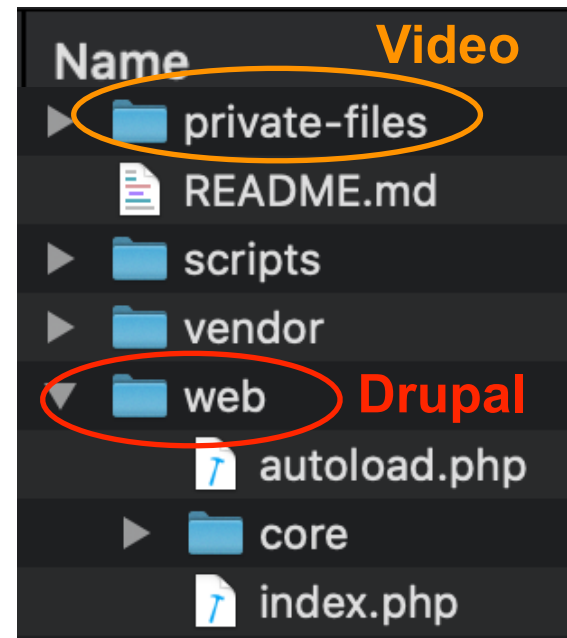 Name Video
private-files
README.md
scripts
vendor
web Drupal
autoload.php
core
index.php